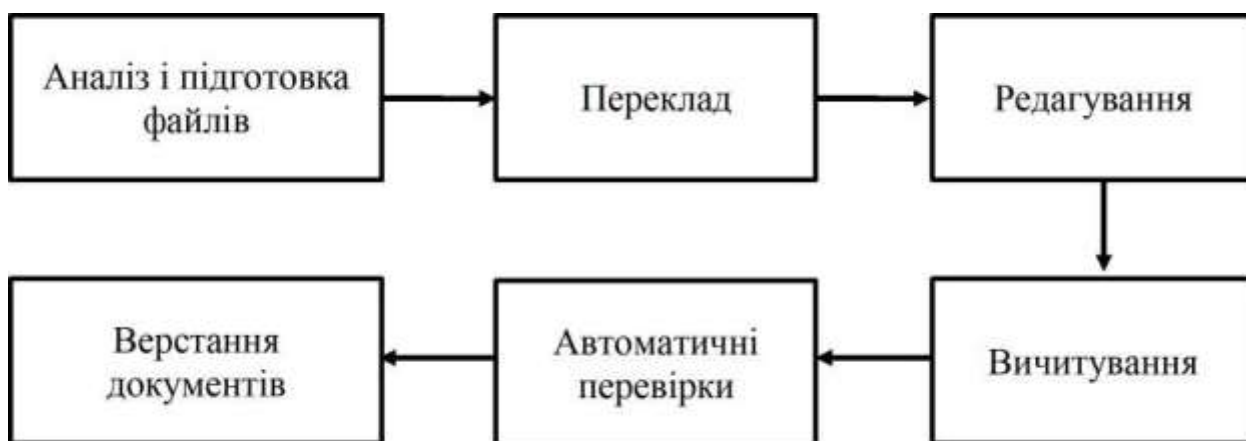 Аналіз і підготовка
файлів
Переклад
Редагування
Вичитування
Автоматичні
перевірки
Верстання
документів